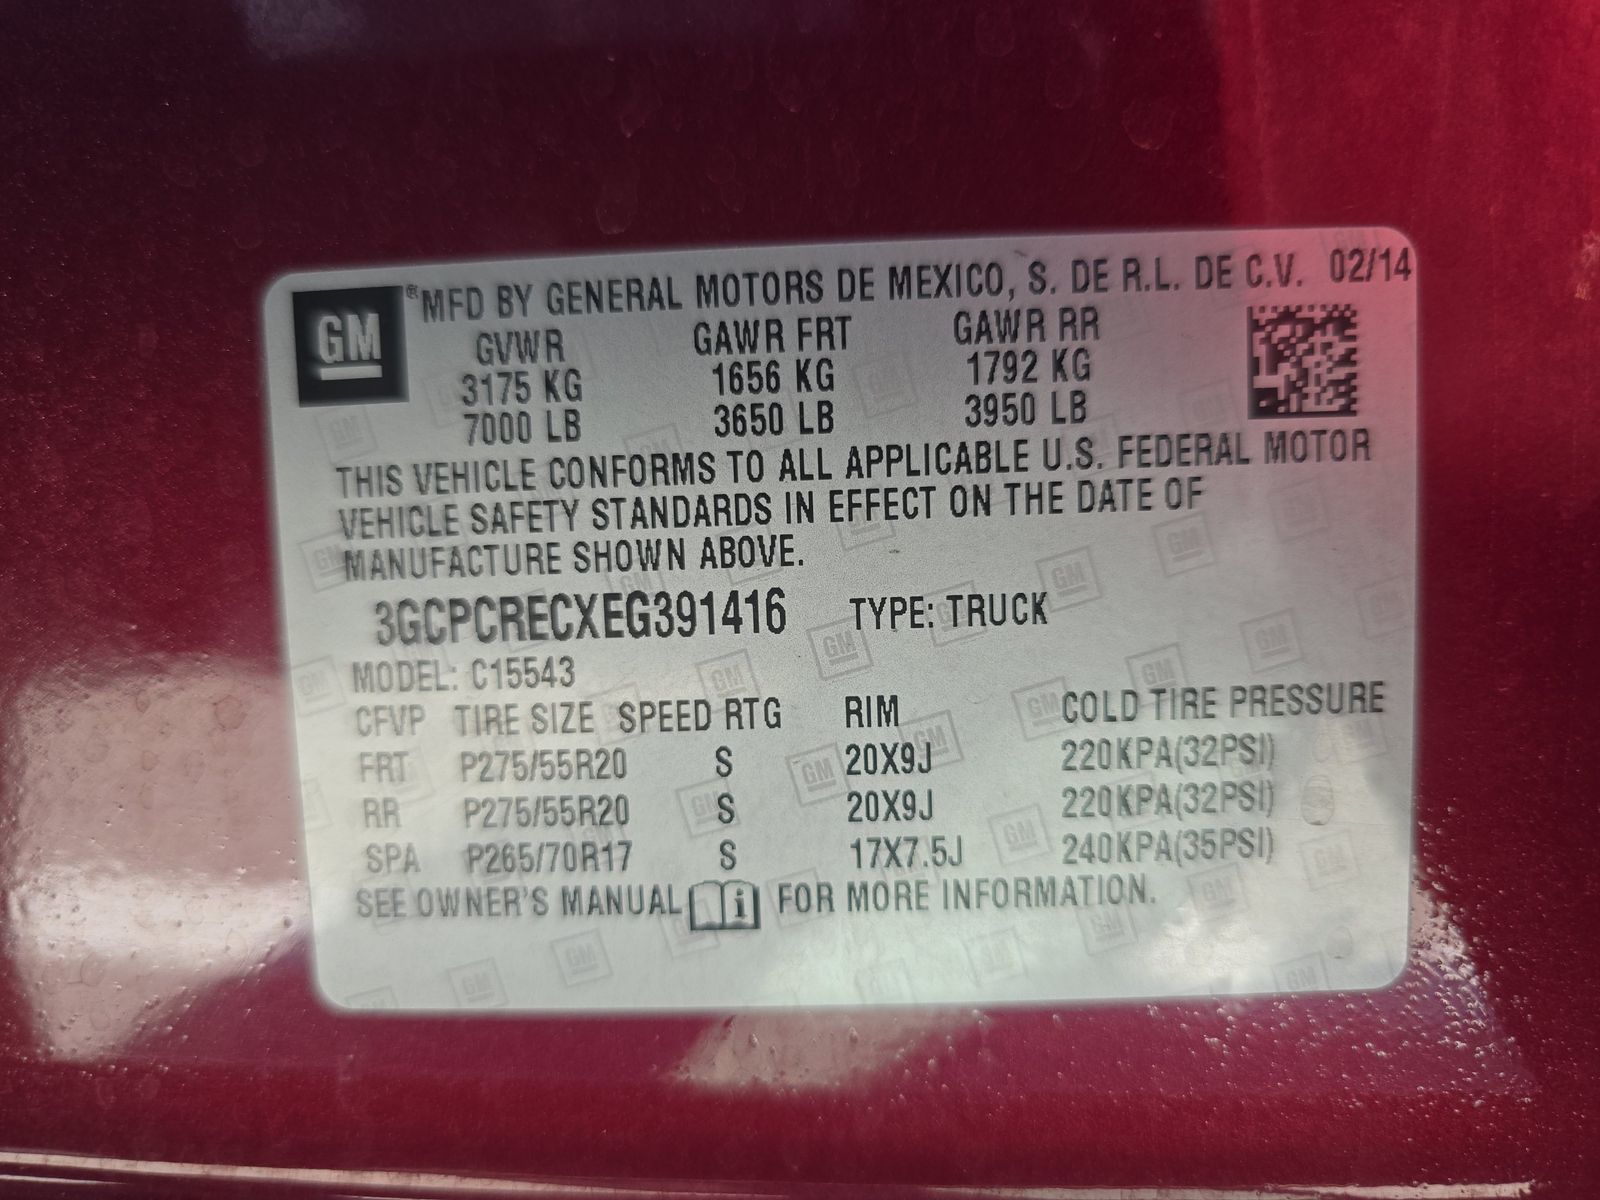 GM ® MFD BY GENERAL MOTORS DE MEXICO, S. DE R.L. DE C.V. 02/14
GVWR GAWR FRT GAWR RR
3175 KG 1656 KG 1792 KG
7000 LB 3650 LB 3950 LB
THIS VEHICLE CONFORMS TO ALL APPLICABLE U.S. FEDERAL MOTOR
VEHICLE SAFETY STANDARDS IN EFFECT ON THE DATE OF
MANUFACTURE SHOWN ABOVE.
3GCPCRECXEG391416 TYPE: TRUCK
MODEL: C15543
CFVP TIRE SIZE SPEED RTG RIM COLD TIRE PRESSURE
FRT P275/55R20 S 20X9J 220KPA(32PSI)
RR P275/55R20 S 20X9J 220KPA(32PSI)
SPA P265/70R17 S 17X7.5J 240KPA(35PSI)
SEE OWNER'S MANUAL i FOR MORE INFORMATION.